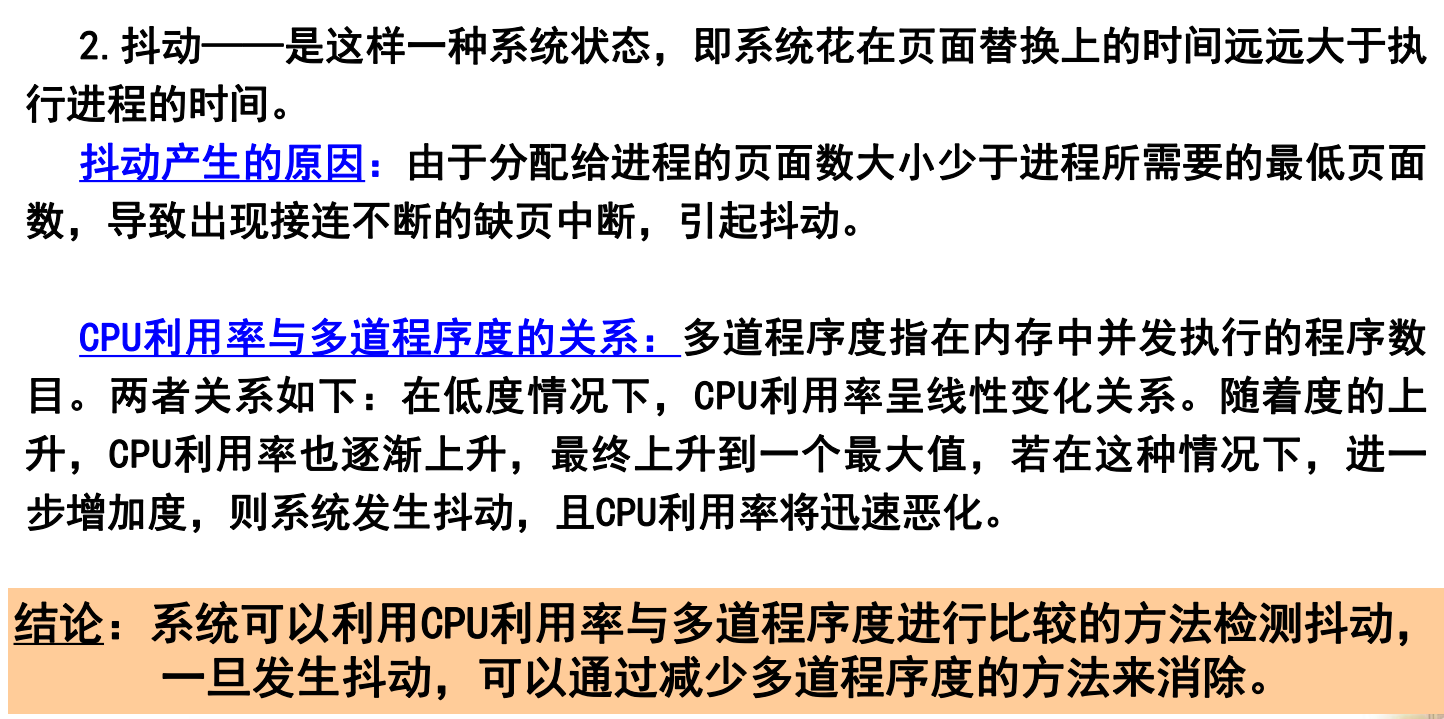 2.抖动——是这样一种系统状态，即系统花在页面替换上的时间远远大于执
行进程的时间。
抖动产生的原因：由于分配给进程的页面数大小少于进程所需要的最低页面
数，导致出现接连不断的缺页中断，引起抖动。
CPU利用率与多道程序度的关系：多道程序度指在内存中并发执行的程序数
目。两者关系如下：在低度情况下，CPU利用率呈线性变化关系。随着度的上
升，CPU利用率也逐渐上升，最终上升到一个最大值，若在这种情况下，进一
步增加度，则系统发生抖动，且CPU利用率将迅速恶化。
结论：系统可以利用CPU利用率与多道程序度进行比较的方法检测抖动，
一旦发生抖动，可以通过减少多道程序度的方法来消除。